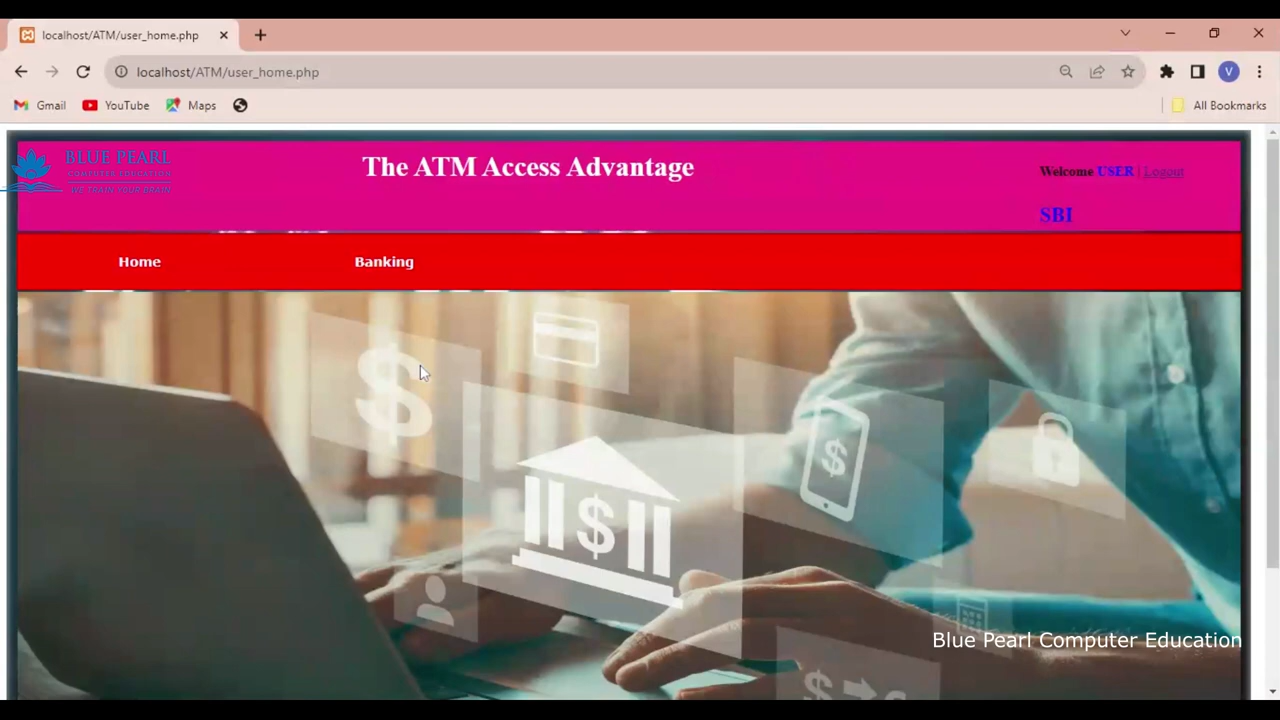 localhost/ATM/user_home.php
localhost/ATM/user_home.php
V
Gmail
YouTube
Maps
All Bookmarks
BLUE PEARL
COMPUTER EDUCATION
WE TRAIN YOUR BRAIN
The ATM Access Advantage
Welcome USER | Logout
SBI
Home
Banking
$
$
$
$
Blue Pearl Computer Education